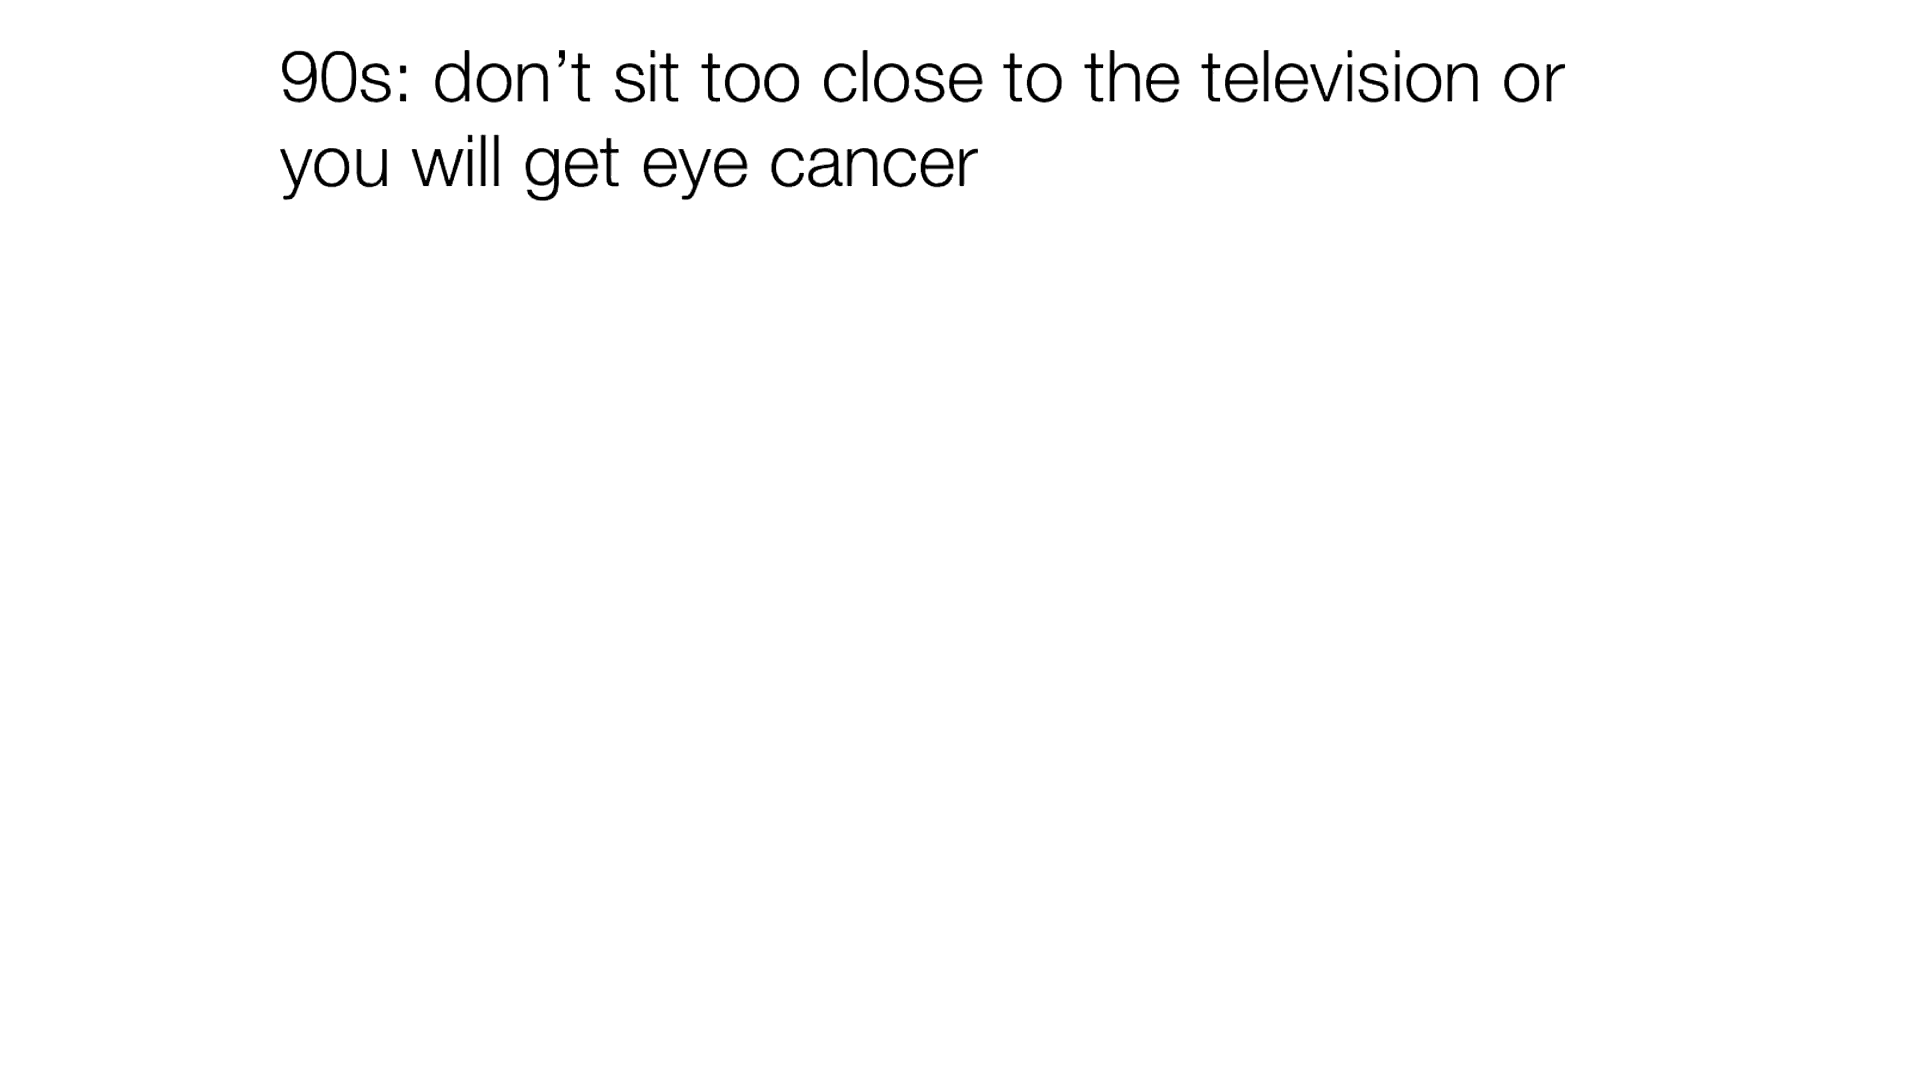 90s: don’t sit too close to the television or
you will get eye cancer